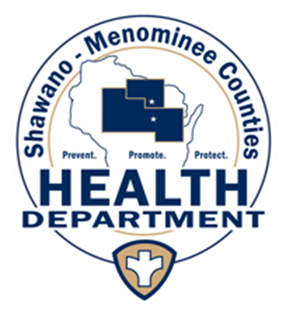 Shawano - Menominee Counties
Prevent. Promote. Protect.
HEALTH
DEPARTMENT